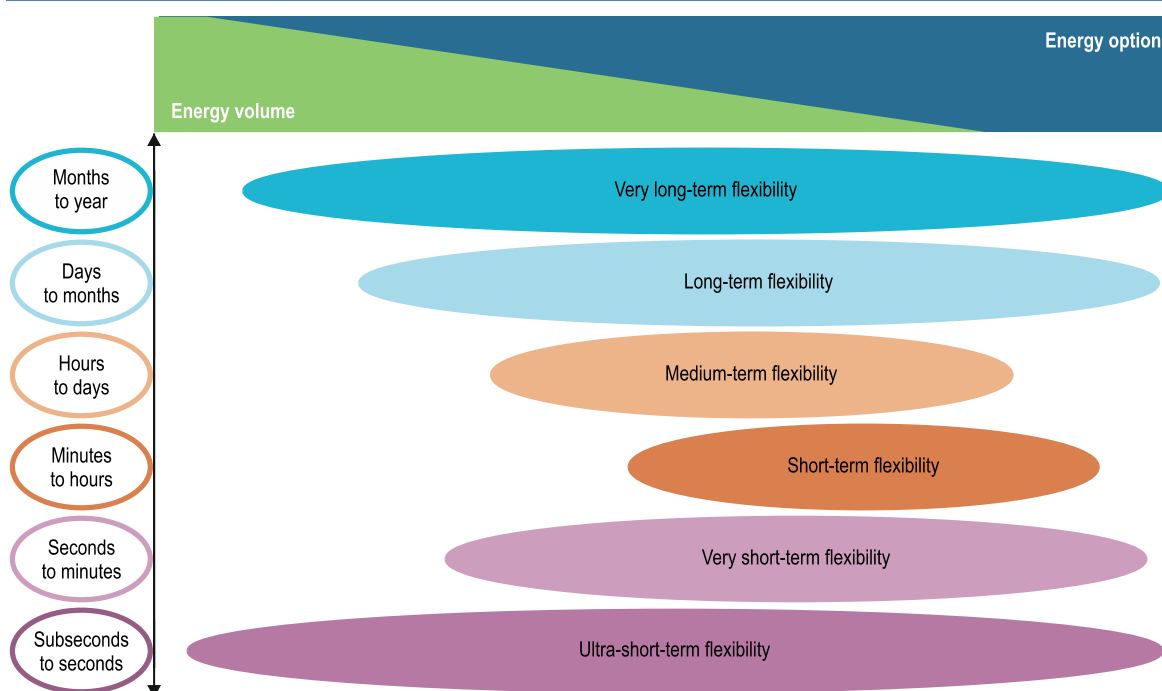 Energy option
Energy volume
Months
to year
Very long-term flexibility
Days
to months
Long-term flexibility
Hours
to days
Medium-term flexibility
Minutes
to hours
Short-term flexibility
Seconds
to minutes
Very short-term flexibility
Subseconds
to seconds
Ultra-short-term flexibility